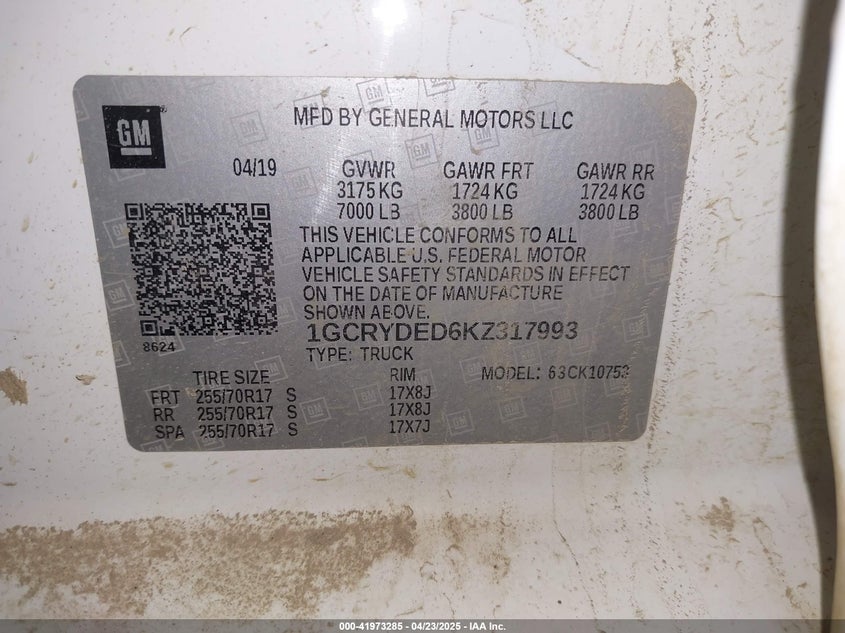 GM
MFD BY GENERAL MOTORS LLC
04/19 GVWR GAWR FRT GAWR RR
3175 KG 1724 KG 1724 KG
7000 LB 3800 LB 3800 LB
THIS VEHICLE CONFORMS TO ALL
APPLICABLE U.S. FEDERAL MOTOR
VEHICLE SAFETY STANDARDS IN EFFECT
ON THE DATE OF MANUFACTURE
SHOWN ABOVE.
8624
1GCRYDED6KZ317993
TYPE: TRUCK MODEL: 63CK10753
TIRE SIZE RIM
FRT 255/70R17 S 17X8J
RR 255/70R17 S 17X8J
SPA 255/70R17 S 17X7J
000-41973285 - 04/23/2025 - IAA Inc.